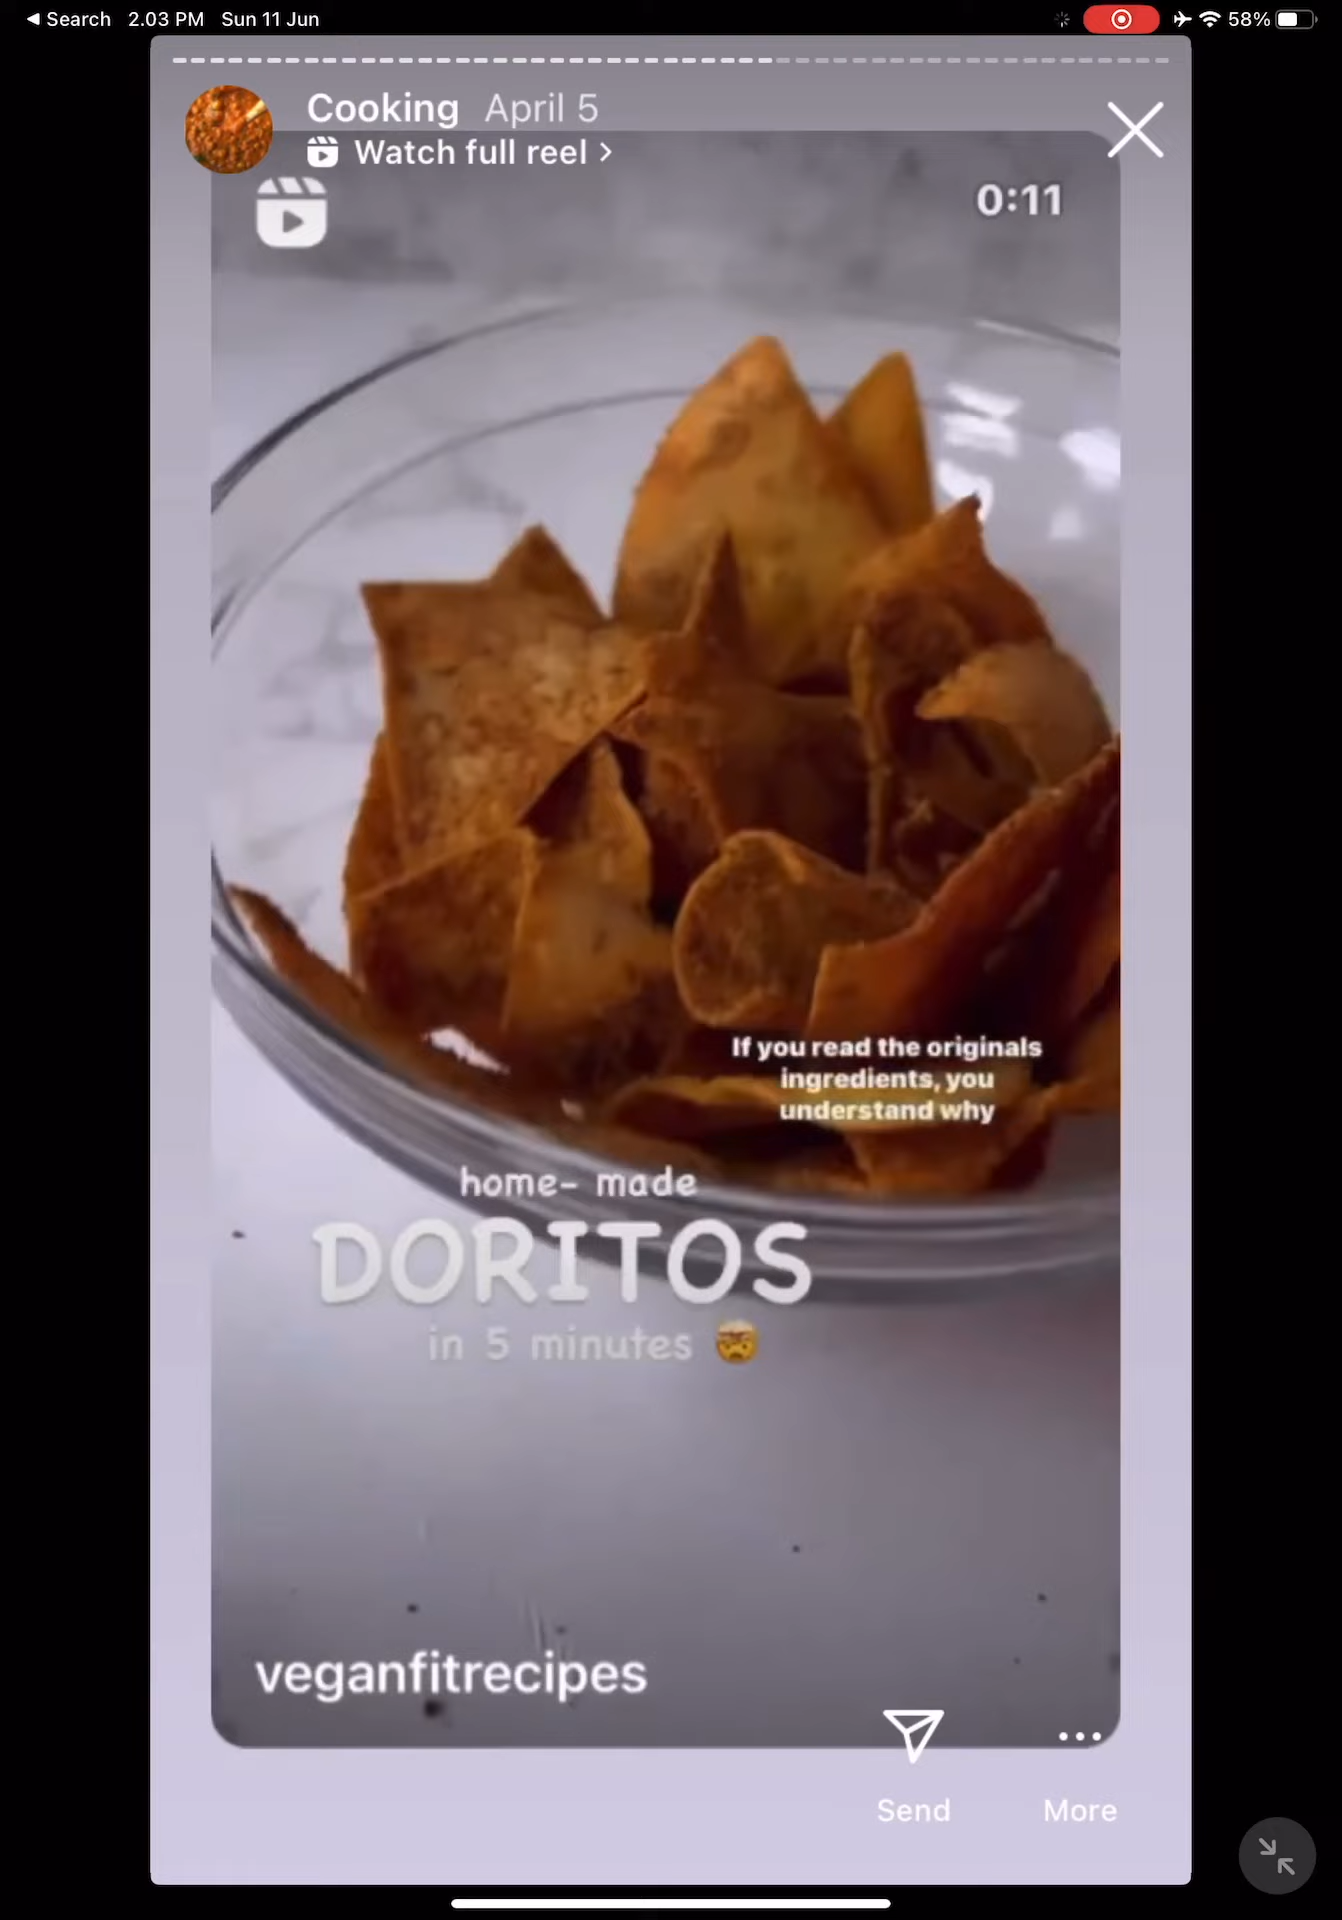 Search 2.03 PM Sun 11 Jun 58%
Cooking April 5
Watch full reel >
0:11
If you read the originals
ingredients, you
understand why
home- made
DORITOS
in 5 minutes 🤯
veganfitrecipes
Send More